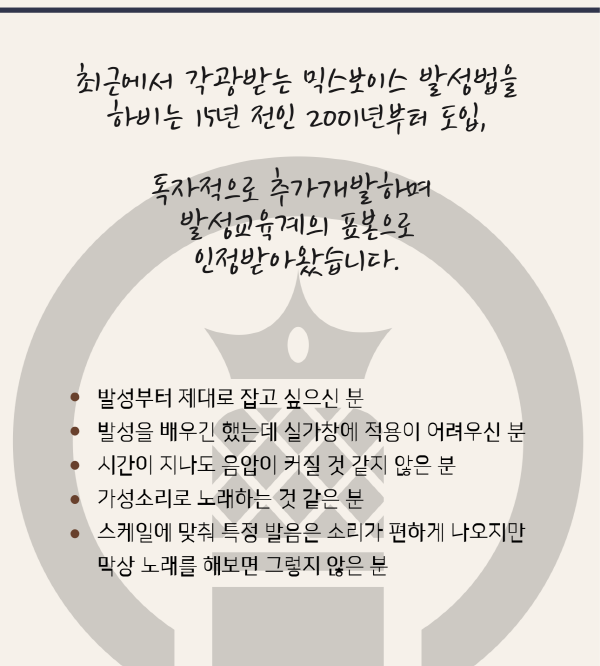 최근에서 각광받는 믹스보이스 발성법을
하비는 15년 전인 2001년부터 도입,
독자적으로 추가개발하며
발성교육계의 표본으로
인정받아왔습니다.
발성부터 제대로 잡고 싶으신 분
발성을 배우긴 했는데 실가창에 적용이 어려우신 분
시간이 지나도 음압이 커질 것 같지 않은 분
가성소리로 노래하는 것 같은 분
스케일에 맞춰 특정 발음은 소리가 편하게 나오지만
막상 노래를 해보면 그렇지 않은 분